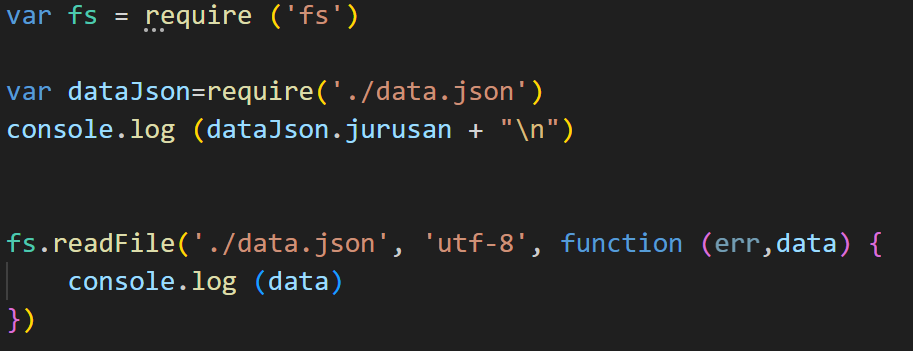 var fs = require ('fs')
var dataJson=require('./data.json')
console.log (dataJson.jurusan + "\n")
fs.readFile('./data.json', 'utf-8', function (err,data) {
    console.log (data)
})